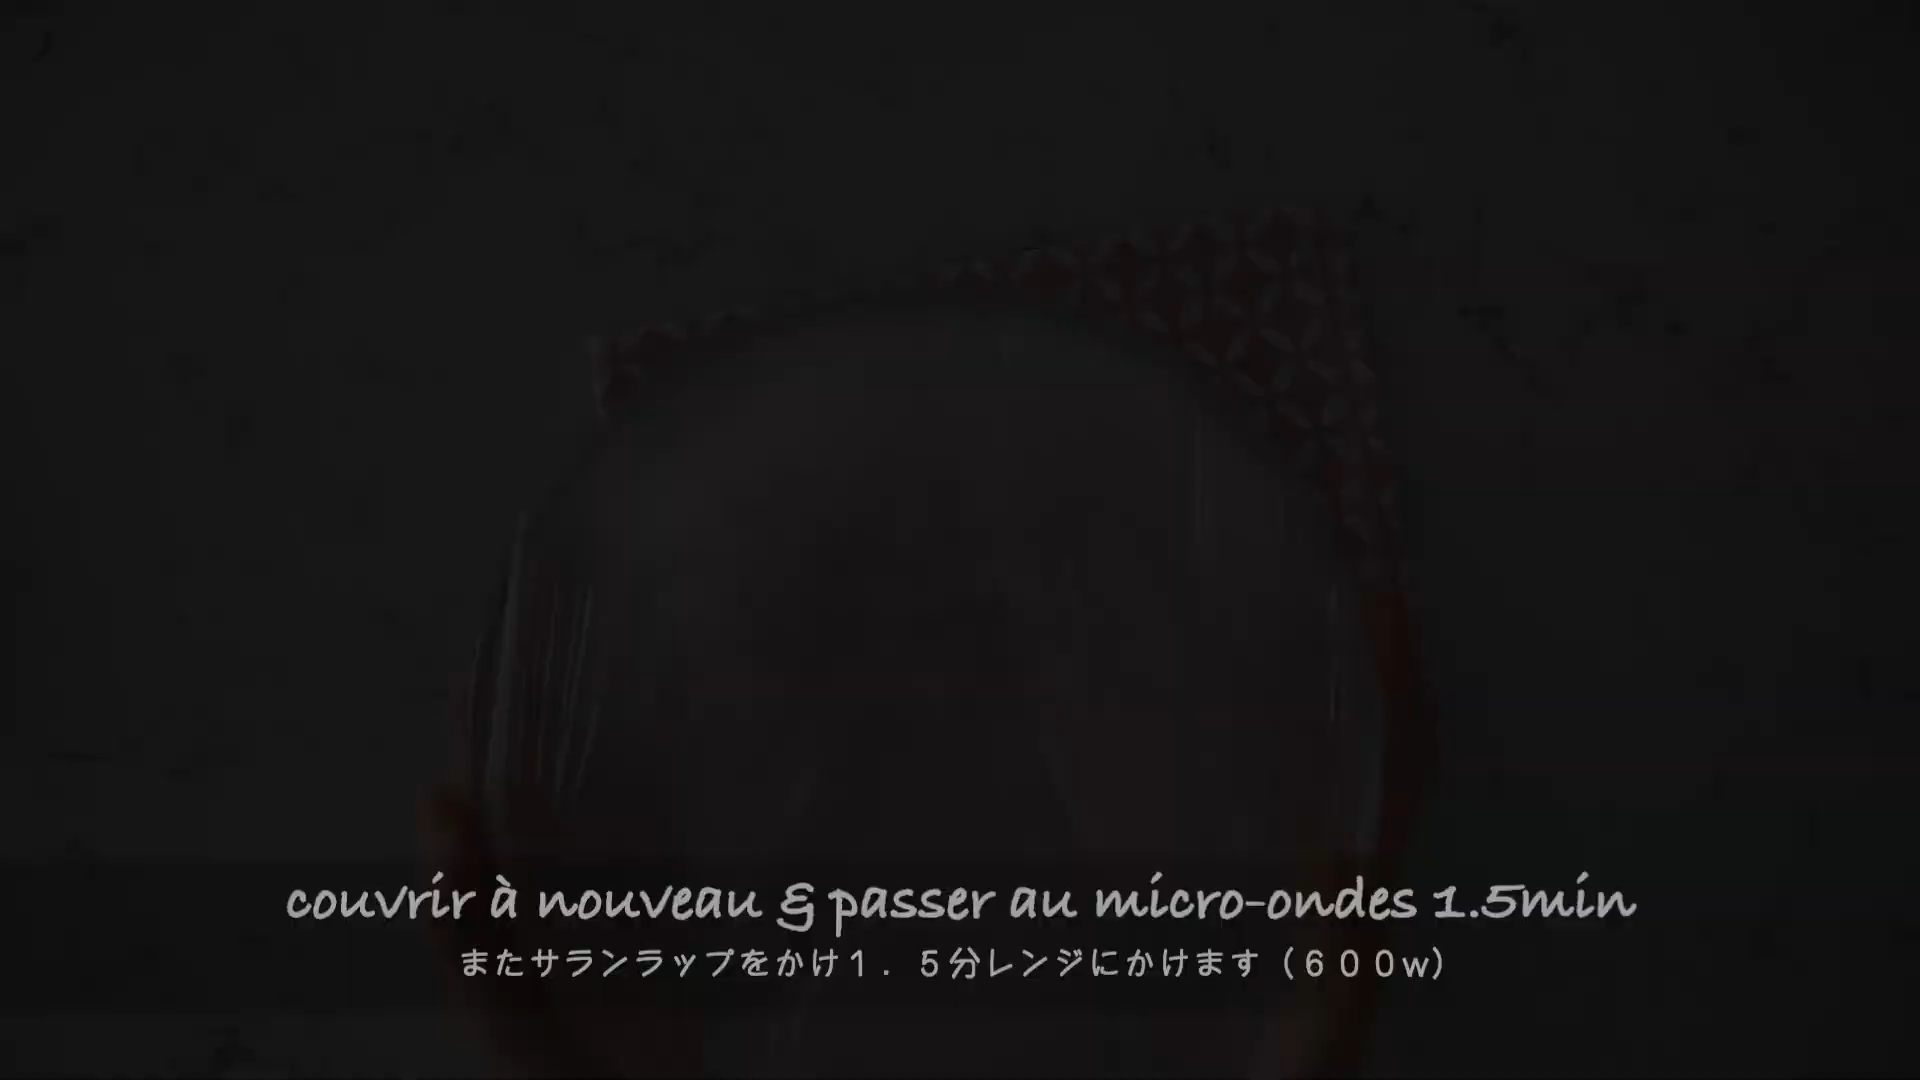 couvrir à nouveau & passer au micro-ondes 1.5min
またサランラップをかけ１．５分レンジにかけます（６００w）